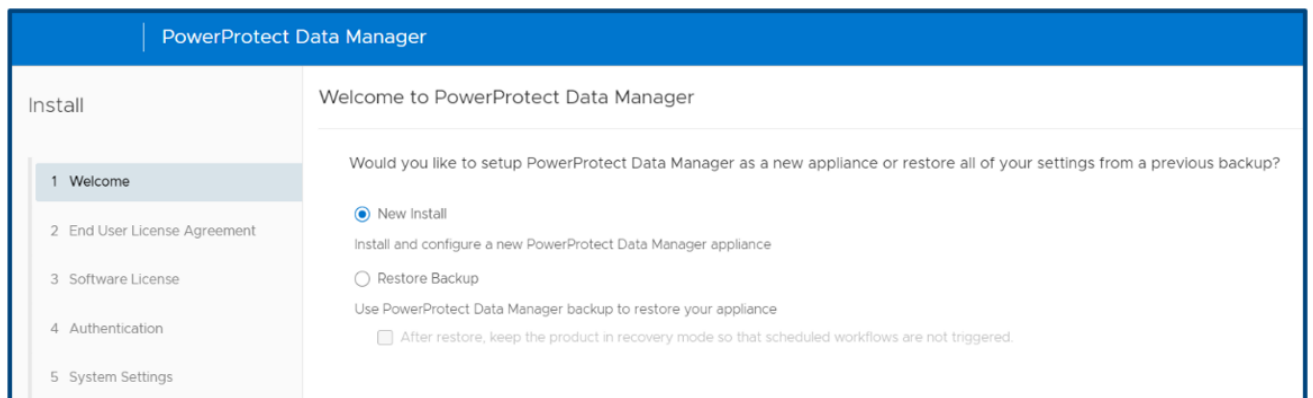 PowerProtect Data Manager
Install
1 Welcome
2 End User License Agreement
3 Software License
4 Authentication
5 System Settings
Welcome to PowerProtect Data Manager
Would you like to setup PowerProtect Data Manager as a new appliance or restore all of your settings from a previous backup?
New Install
Install and configure a new PowerProtect Data Manager appliance
Restore Backup
Use PowerProtect Data Manager backup to restore your appliance
After restore, keep the product in recovery mode so that scheduled workflows are not triggered.